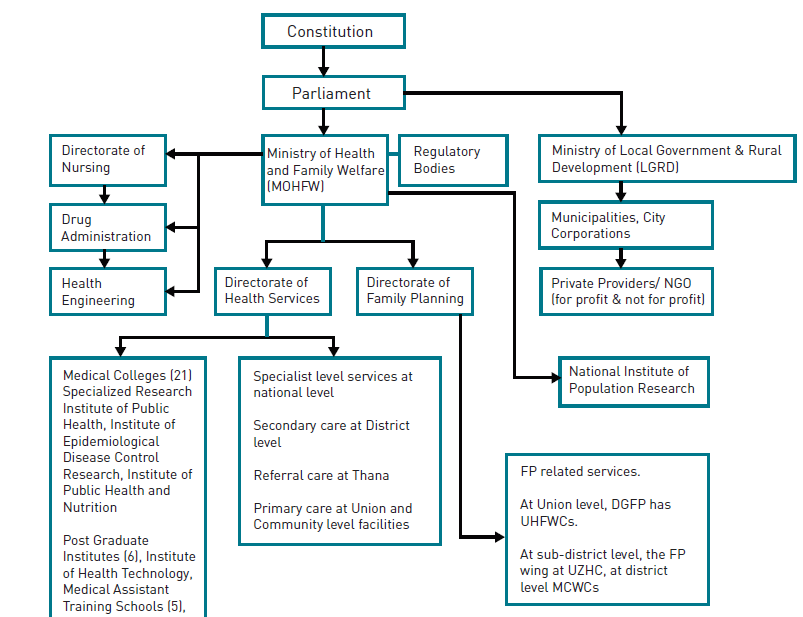 Constitution
Parliament
Directorate of
Nursing
Ministry of Health
and Family Welfare
(MOHFW)
Regulatory
Bodies
Ministry of Local Government & Rural
Development (LGRD)
Drug
Administration
Municipalities, City
Corporations
Health
Engineering
Directorate of
Health Services
Directorate of
Family Planning
Private Providers/ NGO
(for profit & not for profit)
Medical Colleges (21)
Specialized Research
Institute of Public
Health, Institute of
Epidemiological
Disease Control
Research, Institute of
Public Health and
Nutrition
Post Graduate
Institutes (6), Institute
of Health Technology,
Medical Assistant
Training Schools (5),
Specialist level services at
national level
Secondary care at District
level
Referral care at Thana
Primary care at Union and
Community level facilities
National Institute of
Population Research
FP related services.
At Union level, DGFP has
UHFWCs.
At sub-district level, the FP
wing at UZHC, at district
level MCWCs